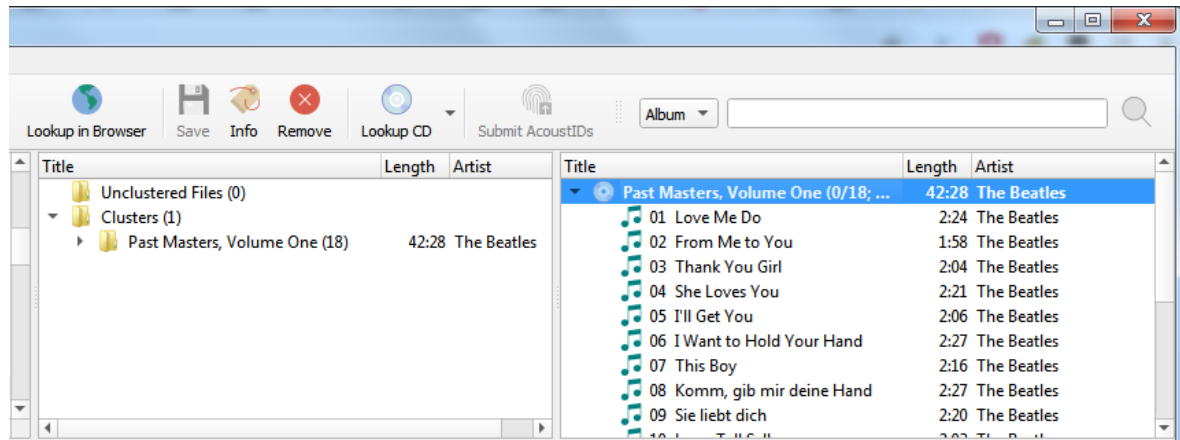 Lookup in Browser Save Info Remove Lookup CD Submit AcoustIDs Album
Title Length Artist
Unclustered Files (0)
Clusters (1)
Past Masters, Volume One (18) 42:28 The Beatles
Title Length Artist
Past Masters, Volume One (0/18; ... 42:28 The Beatles
01 Love Me Do 2:24 The Beatles
02 From Me to You 1:58 The Beatles
03 Thank You Girl 2:04 The Beatles
04 She Loves You 2:21 The Beatles
05 I'll Get You 2:06 The Beatles
06 I Want to Hold Your Hand 2:27 The Beatles
07 This Boy 2:16 The Beatles
08 Komm, gib mir deine Hand 2:27 The Beatles
09 Sie liebt dich 2:20 The Beatles